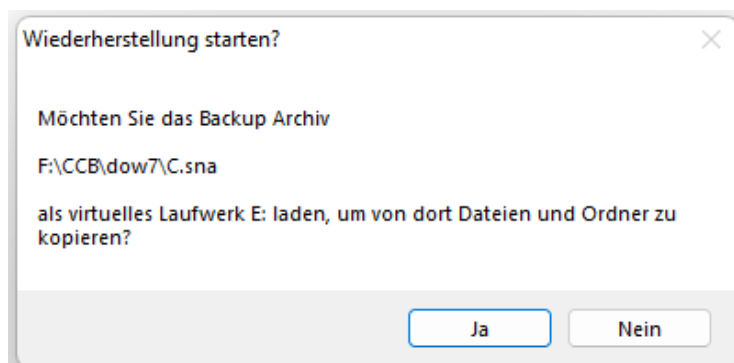 Wiederherstellung starten?
Möchten Sie das Backup Archiv
F:\CCB\dow7\C.sna
als virtuelles Laufwerk E: laden, um von dort Dateien und Ordner zu
kopieren?
Ja
Nein